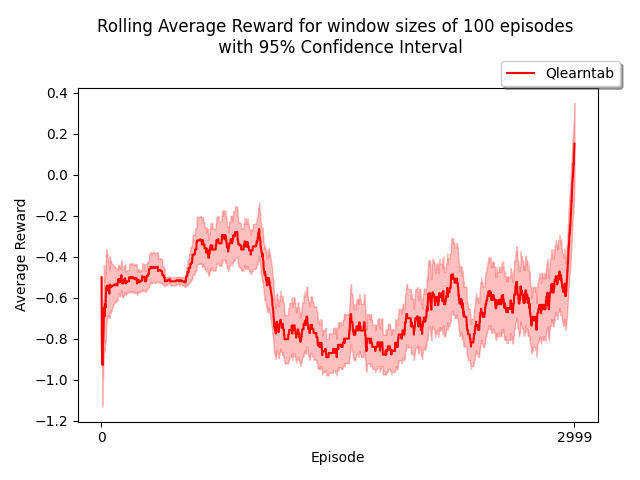 Rolling Average Reward for window sizes of 100 episodes
with 95% Confidence Interval
Qlearntab
0.4
0.2
0.0
−0.2
−0.4
−0.6
−0.8
−1.0
−1.2
Average Reward
0 2999
Episode